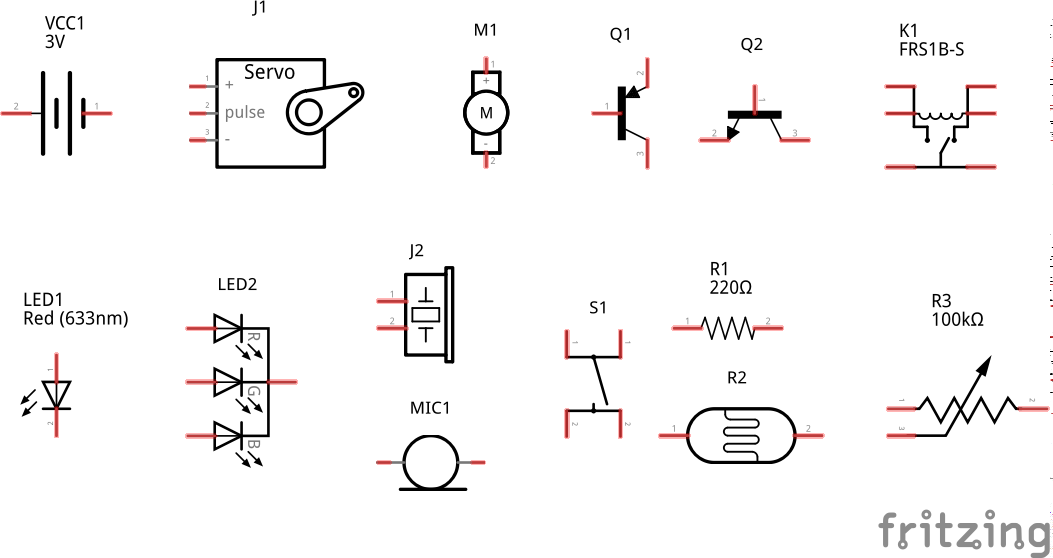 VCC1
3V
2
1
J1
Servo
1
+
2
pulse
3
-
M1
1
+
M
-
2
Q1
2
1
3
Q2
1
2
3
K1
FRS1B-S
LED1
Red (633nm)
1
2
LED2
R
G
B
J2
1
2
MIC1
S1
1
1
2
2
R1
220Ω
1
2
R2
1
2
R3
100kΩ
1
2
3
fritzing